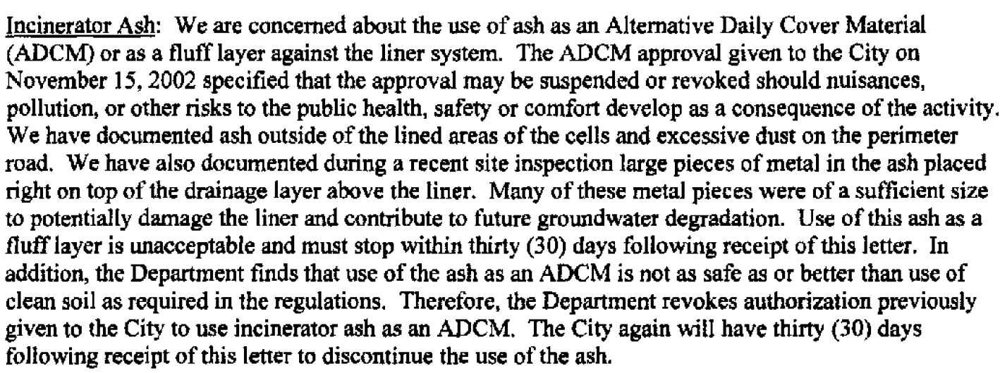 Incinerator Ash: We are concerned about the use of ash as an Alternative Daily Cover Material
(ADCM) or as a fluff layer against the liner system. The ADCM approval given to the City on
November 15, 2002 specified that the approval may be suspended or revoked should nuisances,
pollution, or other risks to the public health, safety or comfort develop as a consequence of the activity.
We have documented ash outside of the lined areas of the cells and excessive dust on the perimeter
road. We have also documented during a recent site inspection large pieces of metal in the ash placed
right on top of the drainage layer above the liner. Many of these metal pieces were of a sufficient size
to potentially damage the liner and contribute to future groundwater degradation. Use of this ash as a
fluff layer is unacceptable and must stop within thirty (30) days following receipt of this letter. In
addition, the Department finds that use of the ash as an ADCM is not as safe as or better than use of
clean soil as required in the regulations. Therefore, the Department revokes authorization previously
given to the City to use incinerator ash as an ADCM. The City again will have thirty (30) days
following receipt of this letter to discontinue the use of the ash.